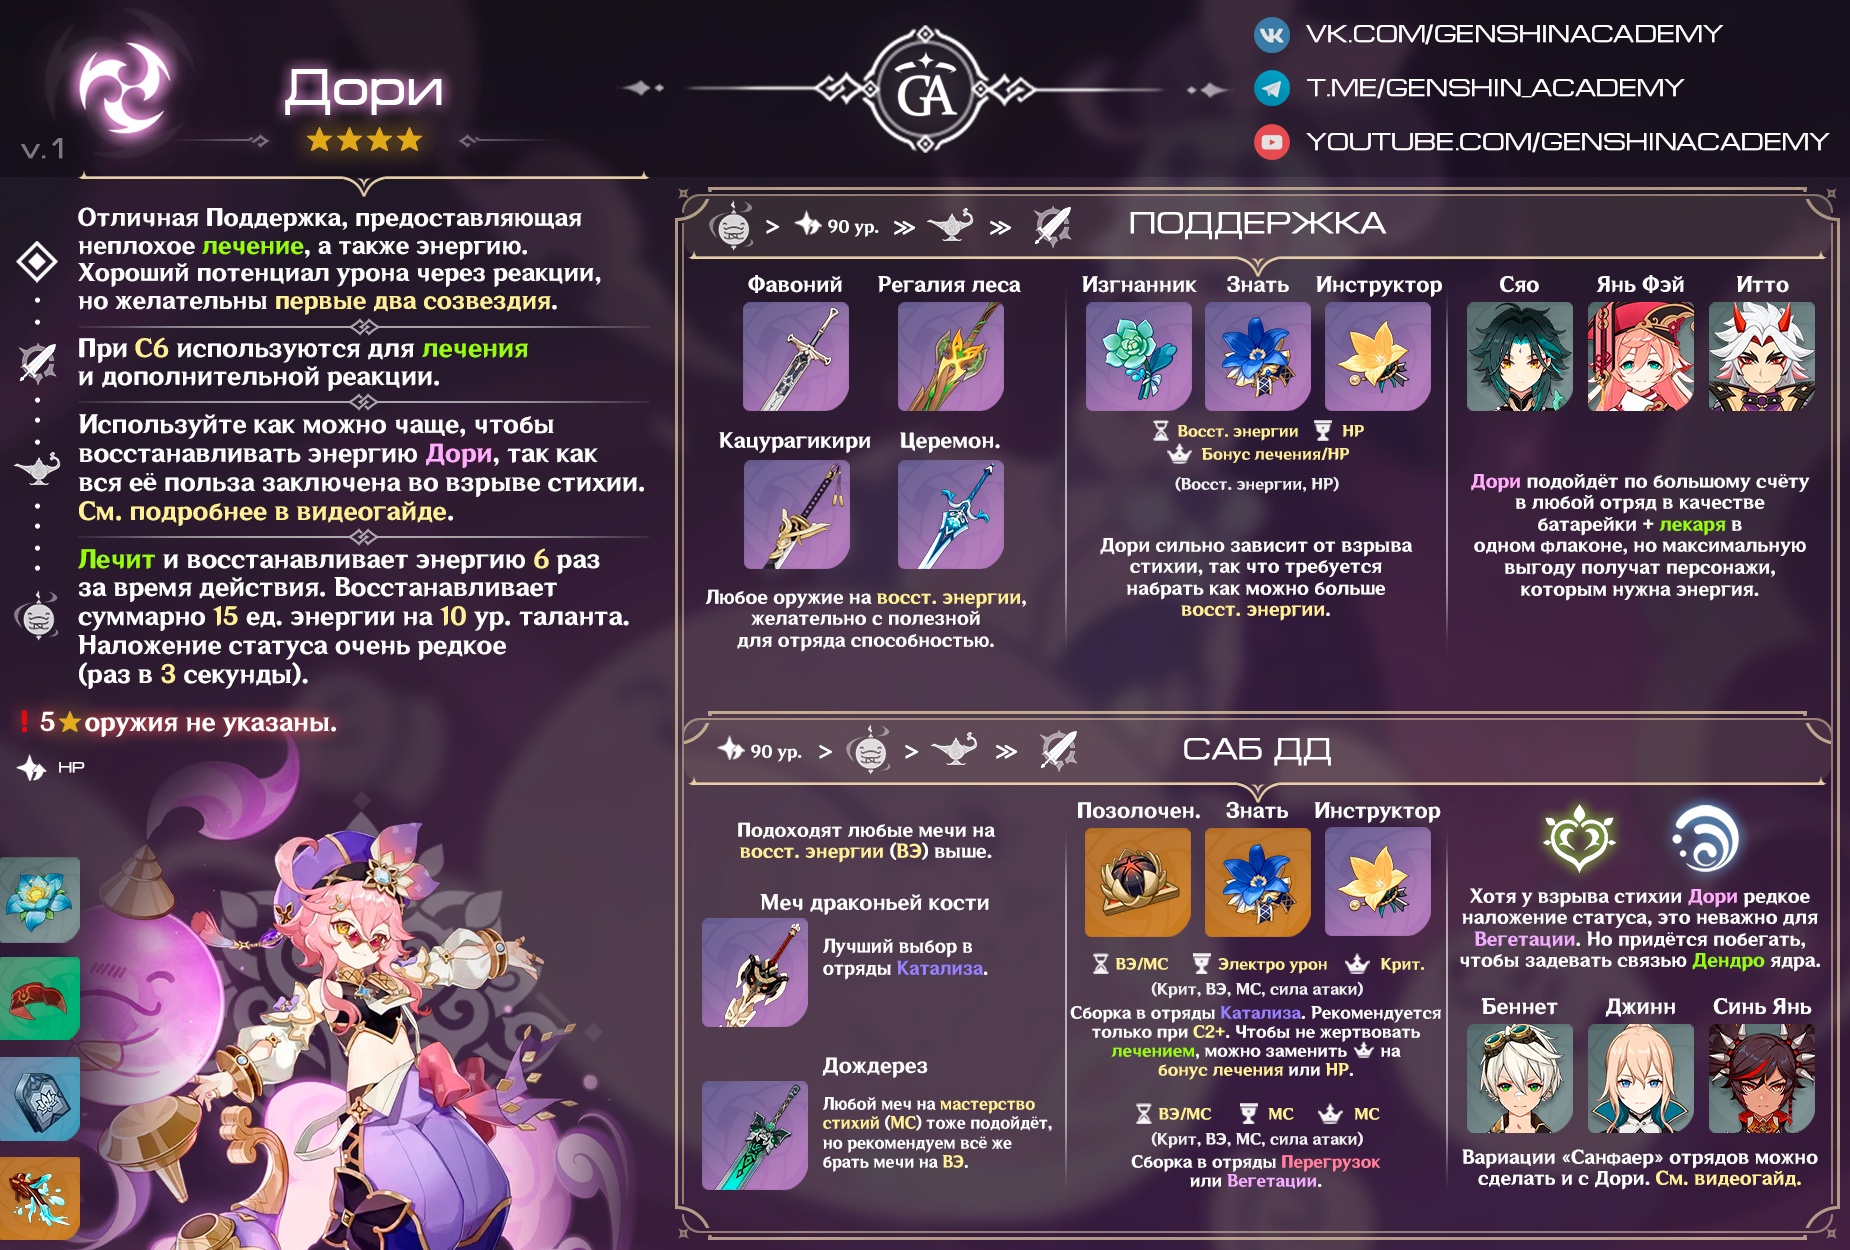 Дори
v.1
GA
VK.COM/GENSHINACADEMY
T.ME/GENSHIN_ACADEMY
YOUTUBE.COM/GENSHINACADEMY
Отличная Поддержка, предоставляющая
неплохое лечение, а также энергию.
Хороший потенциал урона через реакции,
но желательны первые два созвездия.
При С6 используются для лечения
и дополнительной реакции.
Используйте как можно чаще, чтобы
восстанавливать энергию Дори, так как
вся её польза заключена во взрыве стихии.
См. подробнее в видеогайде.
Лечит и восстанавливает энергию 6 раз
за время действия. Восстанавливает
суммарно 15 ед. энергии на 10 ур. таланта.
Наложение статуса очень редкое
(раз в 3 секунды).
! 5★ оружия не указаны.
HP
> 90 ур. >> >> ПОДДЕРЖКА
Фавоний Регалия леса
Кацурагикири Церемон.
Любое оружие на восст. энергии,
желательно с полезной
для отряда способностью.
Изгнанник Знать Инструктор
Восст. энергии HP
Бонус лечения/HP
(Восст. энергии, HP)
Дори сильно зависит от взрыва
стихии, так что требуется
набрать как можно больше
восст. энергии.
Сяо Янь Фэй Итто
Дори подойдёт по большому счёту
в любой отряд в качестве
батарейки + лекаря в
одном флаконе, но максимальную
выгоду получат персонажи,
которым нужна энергия.
90 ур. > > >> САБ ДД
Подоходят любые мечи на
восст. энергии (ВЭ) выше.
Меч драконьей кости
Лучший выбор в
отряды Катализа.
Дождерез
Любой меч на мастерство
стихий (МС) тоже подойдёт,
но рекомендуем всё же
брать мечи на ВЭ.
Позолочен. Знать Инструктор
ВЭ/МС Электро урон Крит.
(Крит, ВЭ, МС, сила атаки)
Сборка в отряды Катализа. Рекомендуется
только при С2+. Чтобы не жертвовать
лечением, можно заменить на
бонус лечения или HP.
ВЭ/МС МС МС
(Крит, ВЭ, МС, сила атаки)
Сборка в отряды Перегрузок
или Вегетации.
Хотя у взрыва стихии Дори редкое
наложение статуса, это неважно для
Вегетации. Но придётся побегать,
чтобы задевать связью Дендро ядра.
Беннет Джинн Синь Янь
Вариации «Санфаер» отрядов можно
сделать и с Дори. См. видеогайд.